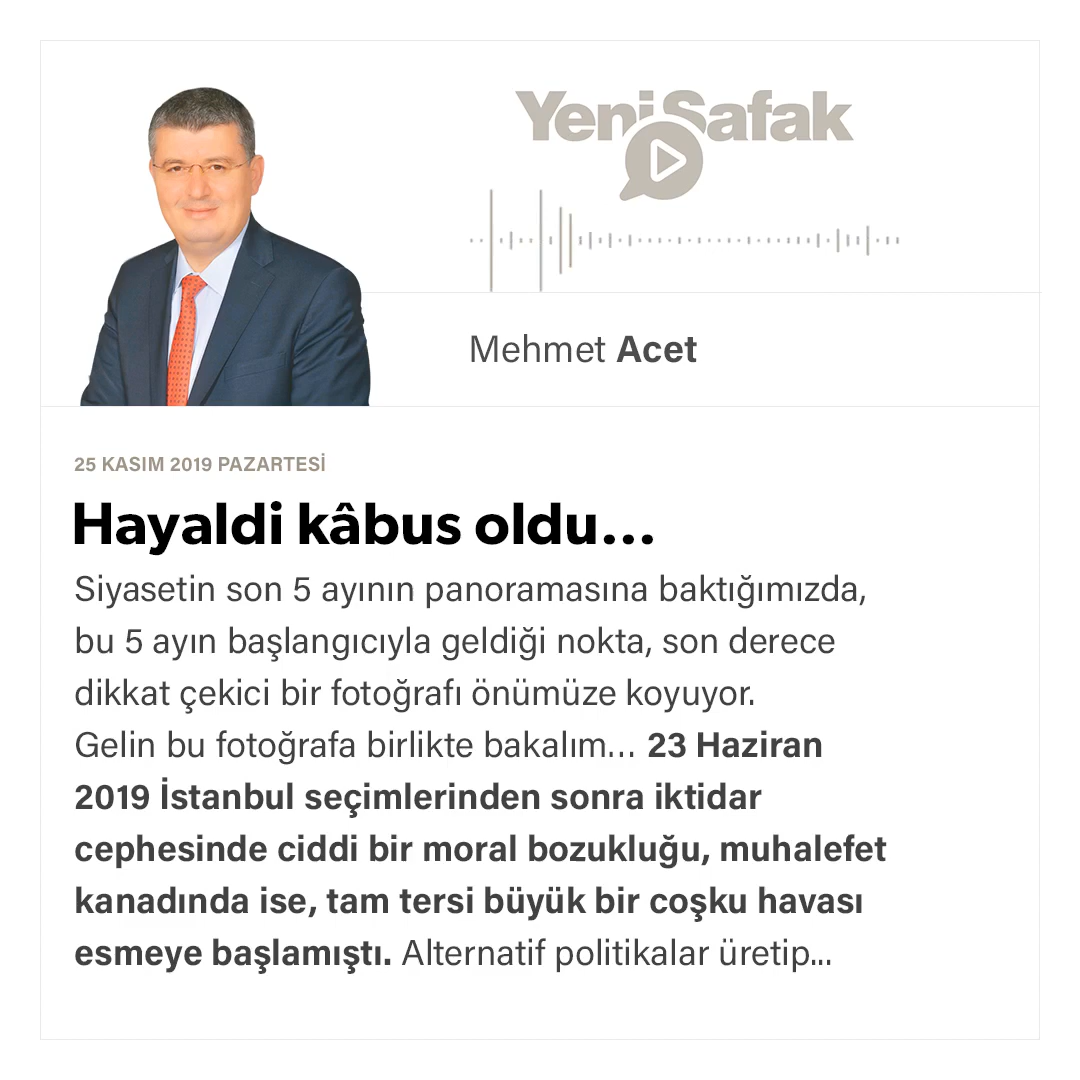 Yeni Safak
Mehmet Acet
25 KASIM 2019 PAZARTESİ
Hayaldi kâbus oldu...
Siyasetin son 5 ayının panoramasına baktığımızda,
bu 5 ayın başlangıcıyla geldiği nokta, son derece
dikkat çekici bir fotoğrafı önümüze koyuyor.
Gelin bu fotoğrafa birlikte bakalım... 23 Haziran
2019 İstanbul seçimlerinden sonra iktidar
cephesinde ciddi bir moral bozukluğu, muhalefet
kanadında ise, tam tersi büyük bir coşku havası
esmeye başlamıştı. Alternatif politikalar üretip...